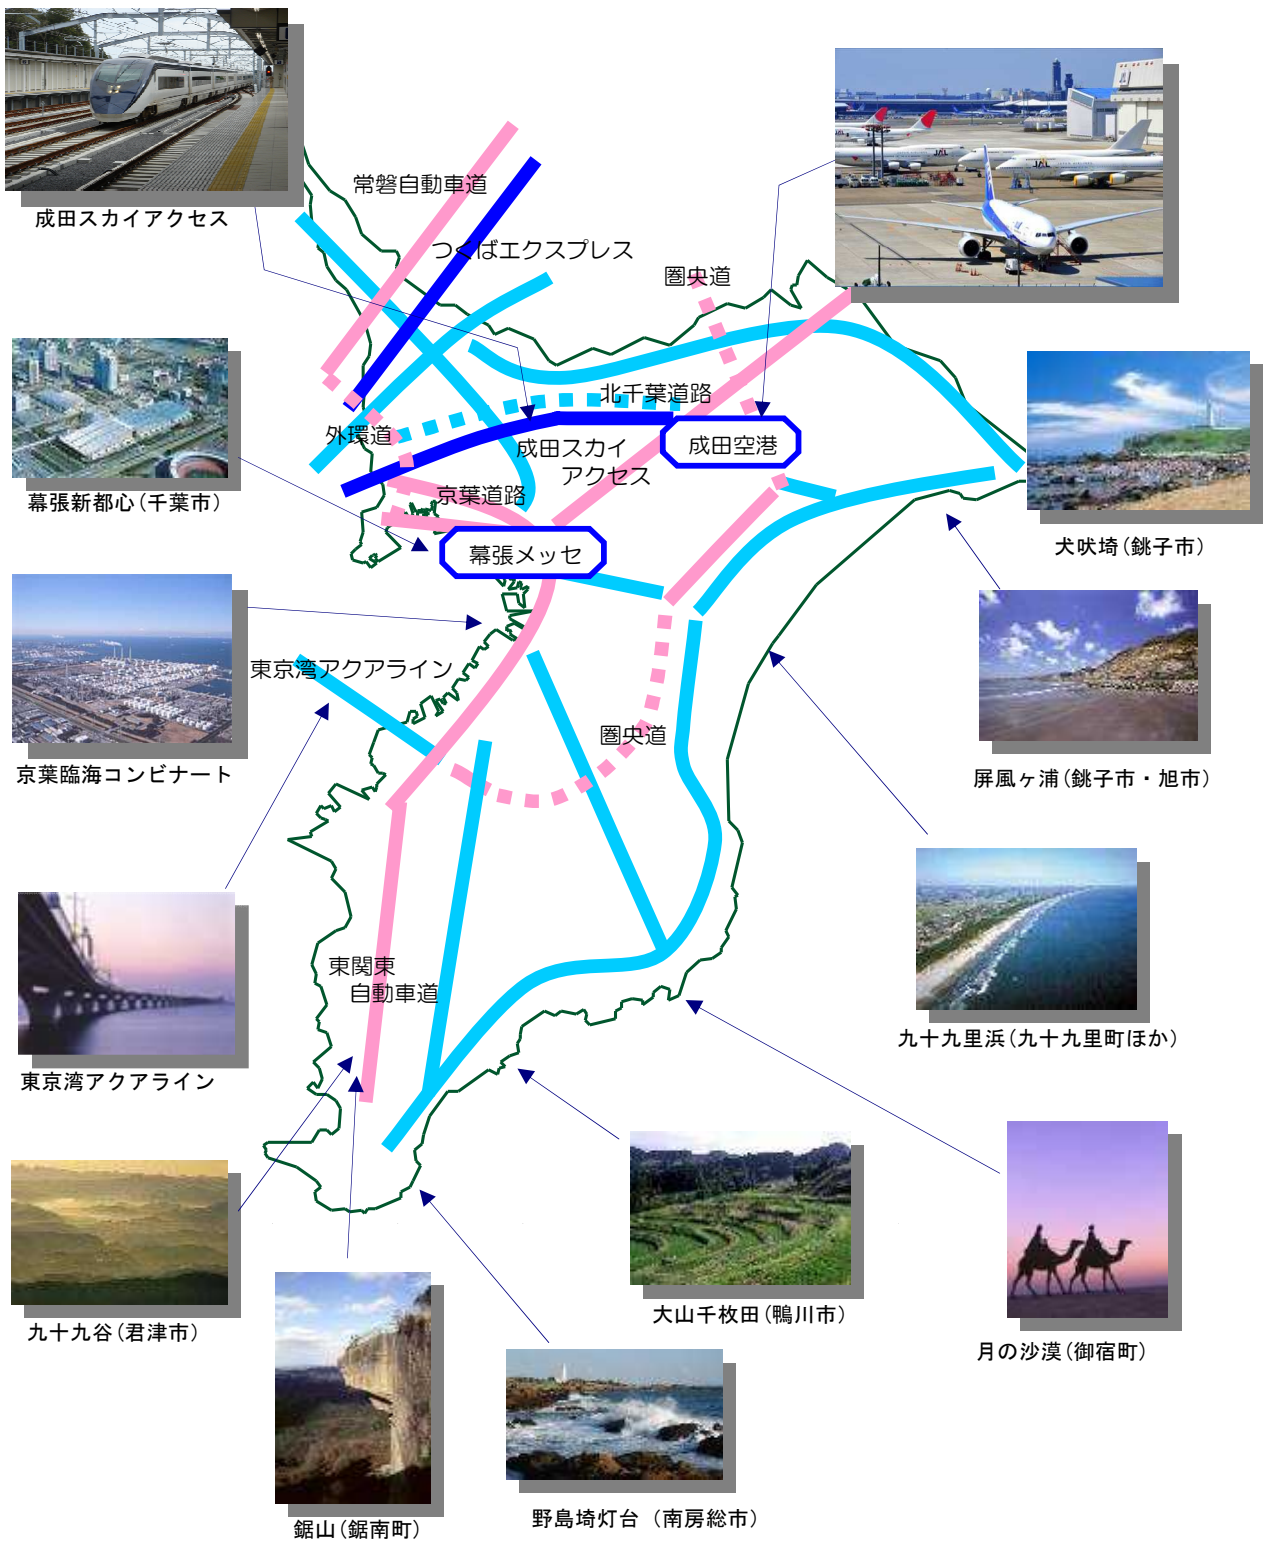 成田スカイアクセス
常磐自動車道
つくばエクスプレス
圏央道
JAL
北千葉道路
外環道
成田スカイ
アクセス
成田空港
京葉道路
幕張メッセ
幕張新都心(千葉市)
犬吠埼(銚子市)
東京湾アクアライン
圏央道
京葉臨海コンビナート
屏風ヶ浦(銚子市・旭市)
東関東
自動車道
東京湾アクアライン
九十九里浜(九十九里町ほか)
九十九谷(君津市)
大山千枚田(鴨川市)
月の沙漠(御宿町)
鋸山(鋸南町)
野島埼灯台（南房総市)